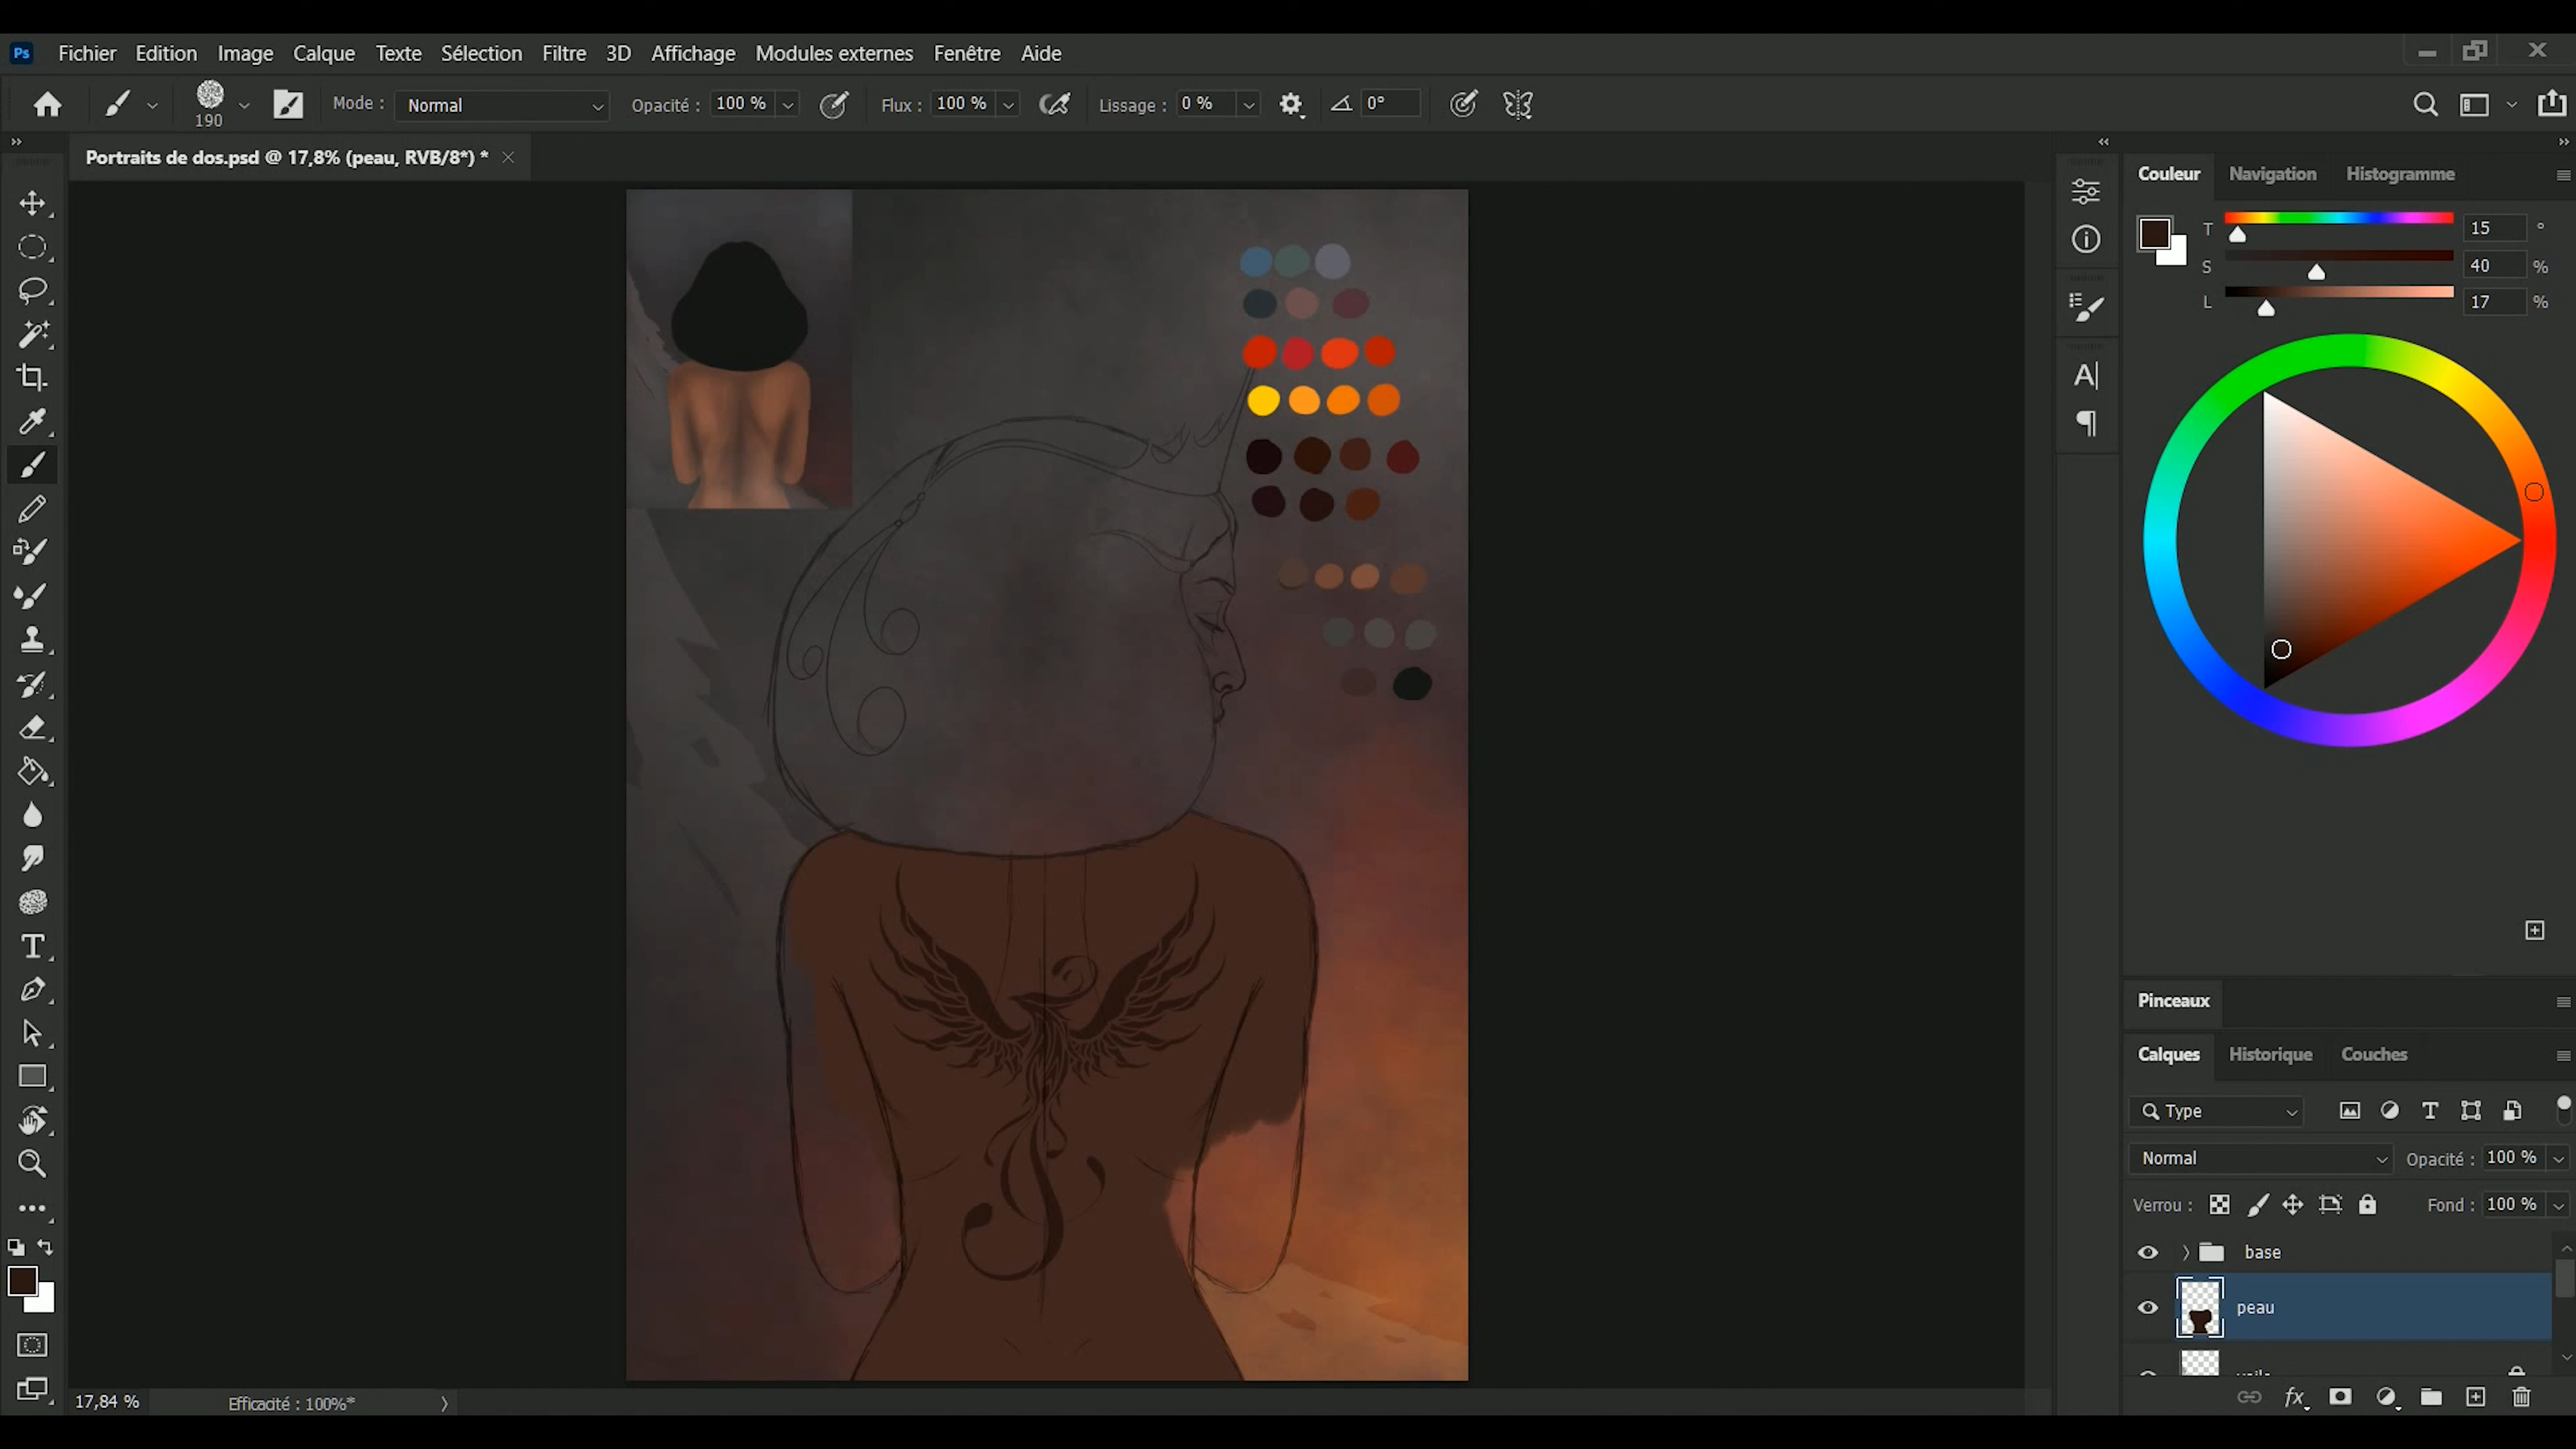 Ps Fichier Edition Image Calque Texte Sélection Filtre 3D Affichage Modules externes Fenêtre Aide
190 Mode : Normal Opacité : 100 % Flux : 100 % Lissage : 0 % 0°
Portraits de dos.psd @ 17,8% (peau, RVB/8*) *
Couleur Navigation Histogramme
T 15 °
S 40 %
L 17 %
Pinceaux
Calques Historique Couches
Type
Normal Opacité : 100 %
Verrou : Fond : 100 %
base
peau
17,84 % Efficacité : 100%*